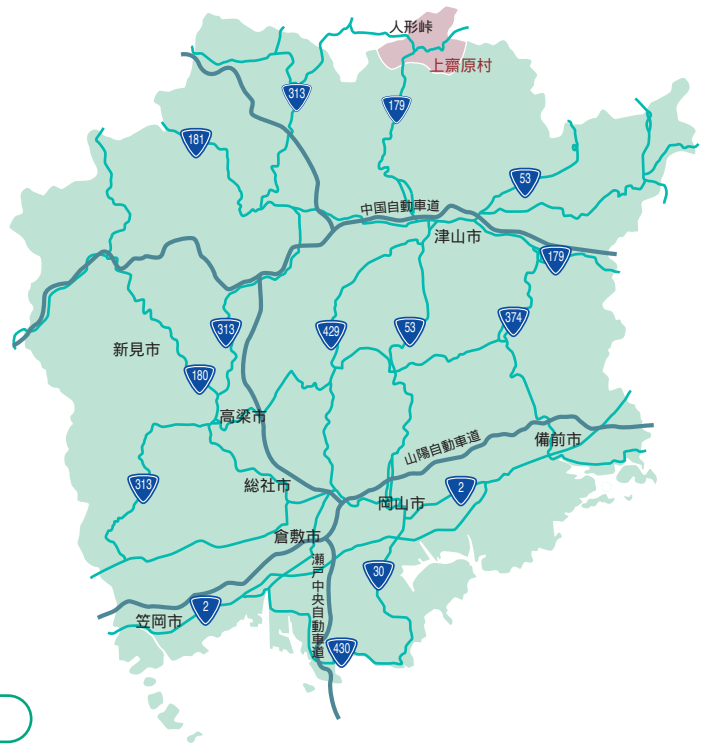 人形峠
上齋原村
313
179
181
53
中国自動車道
津山市
179
313
429
53
374
新見市
180
高梁市
山陽自動車道
備前市
313
総社市
2
岡山市
倉敷市
瀬戸中央自動車道
30
2
笠岡市
430